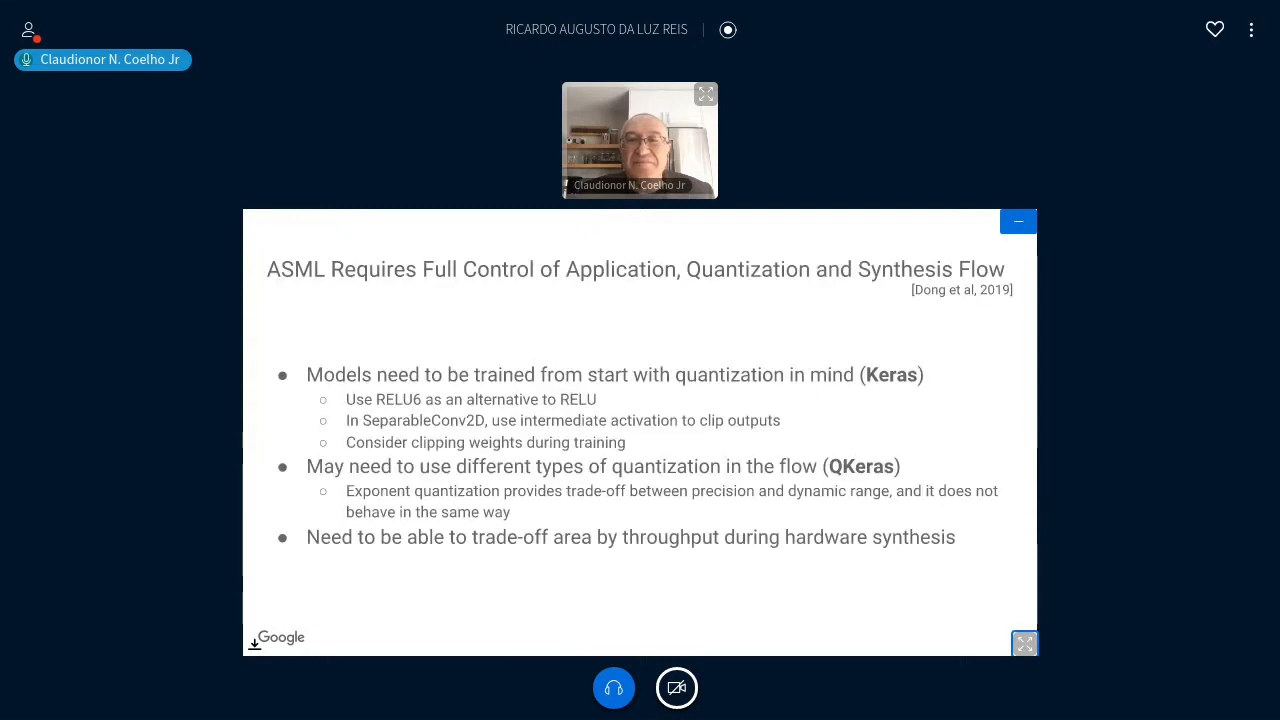 RICARDO AUGUSTO DA LUZ REIS
Claudionor N. Coelho Jr
Claudionor N. Coelho Jr
ASML Requires Full Control of Application, Quantization and Synthesis Flow
[Dong et al, 2019]
● Models need to be trained from start with quantization in mind (Keras)
○ Use RELU6 as an alternative to RELU
○ In SeparableConv2D, use intermediate activation to clip outputs
○ Consider clipping weights during training
● May need to use different types of quantization in the flow (QKeras)
○ Exponent quantization provides trade-off between precision and dynamic range, and it does not
behave in the same way
● Need to be able to trade-off area by throughput during hardware synthesis
Google